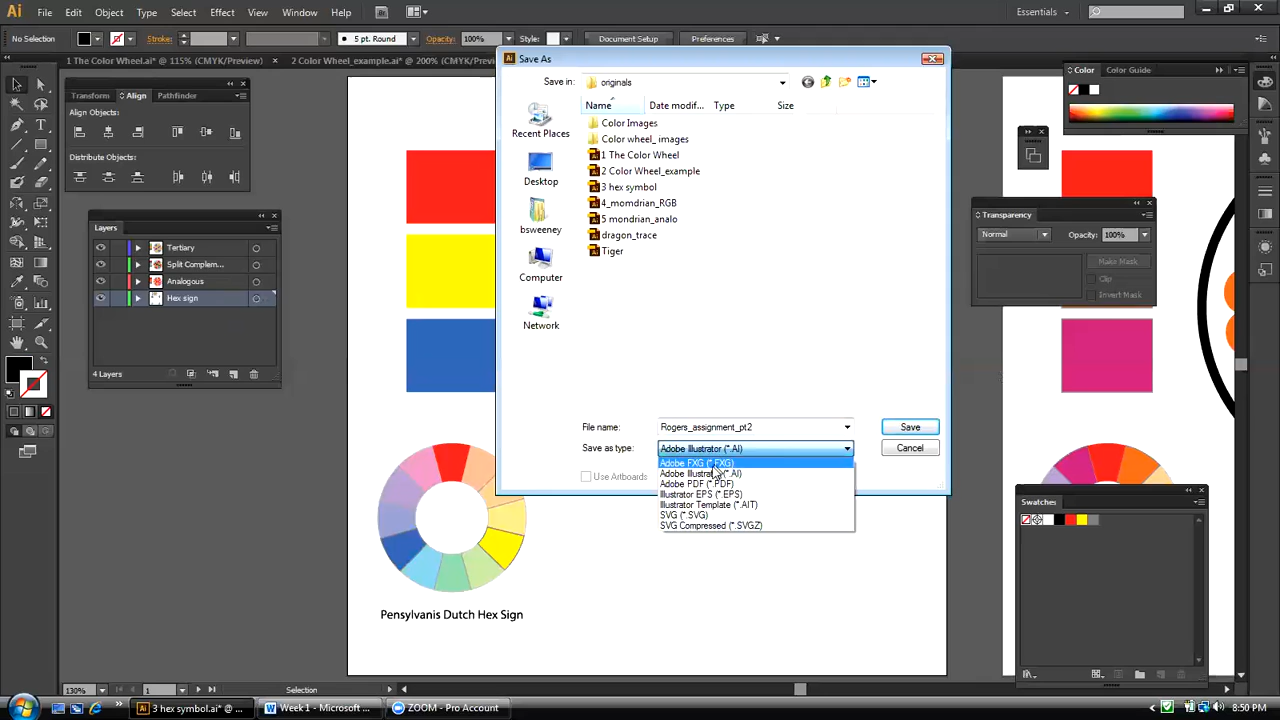 Ai File Edit Object Type Select Effect View Window Help Br Essentials
No Selection Stroke: 5 pt. Round Opacity: 100% Style: Document Setup Preferences
1 The Color Wheel.ai* @ 115% (CMYK/Preview) × 2 Color Wheel_example.ai* @ 200% (CMYK/Pre
Save As
Save in: originals
Name Date modif... Type Size
Recent Places
Desktop
bsweeney
Computer
Network
Color Images
Color wheel_ images
1 The Color Wheel
2 Color Wheel_example
3 hex symbol
4_momdrian_RGB
5 mondrian_analo
dragon_trace
Tiger
File name: Rogers_assignment_pt2 Save
Save as type: Adobe Illustrator (*.AI) Cancel
Adobe FXG (*.FXG)
Adobe Illustrator (*.AI)
Adobe PDF (*.PDF)
Illustrator EPS (*.EPS)
Illustrator Template (*.AIT)
SVG (*.SVG)
SVG Compressed (*.SVGZ)
Use Artboards
Transform Align Pathfinder
Align Objects:
Distribute Objects:
Layers
Tertiary
Split Complem...
Analogous
Hex sign
4 Layers
Color Color Guide
Transparency
Normal Opacity: 100%
Make Mask
Clip
Invert Mask
Swatches
Pensylvanis Dutch Hex Sign
130% 1 Selection
3 hex symbol.ai* @ ... Week 1 - Microsoft ... ZOOM - Pro Account 8:50 PM